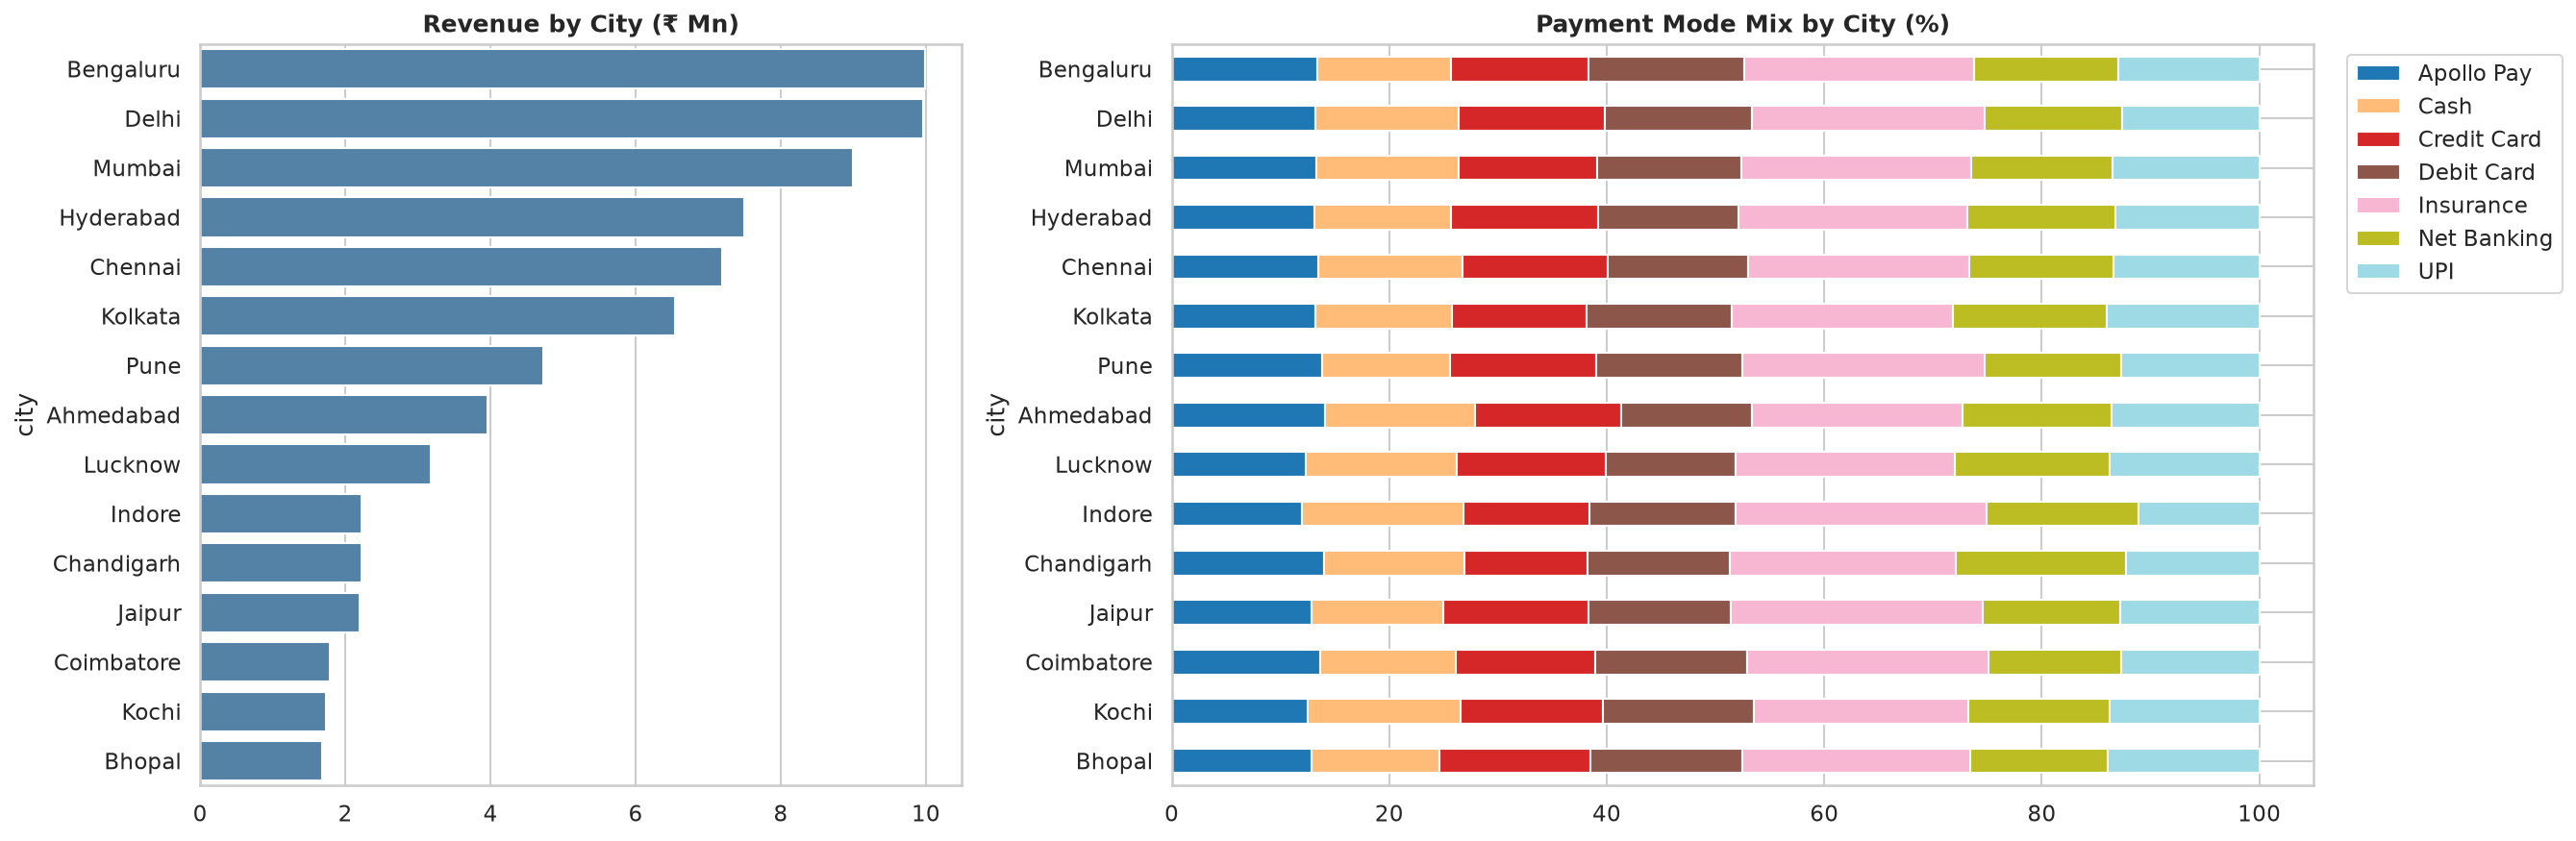 Revenue by City (₹ Mn)
city
Bengaluru
Delhi
Mumbai
Hyderabad
Chennai
Kolkata
Pune
Ahmedabad
Lucknow
Indore
Chandigarh
Jaipur
Coimbatore
Kochi
Bhopal
0 2 4 6 8 10
Payment Mode Mix by City (%)
city
Bengaluru
Delhi
Mumbai
Hyderabad
Chennai
Kolkata
Pune
Ahmedabad
Lucknow
Indore
Chandigarh
Jaipur
Coimbatore
Kochi
Bhopal
0 20 40 60 80 100
Apollo Pay
Cash
Credit Card
Debit Card
Insurance
Net Banking
UPI